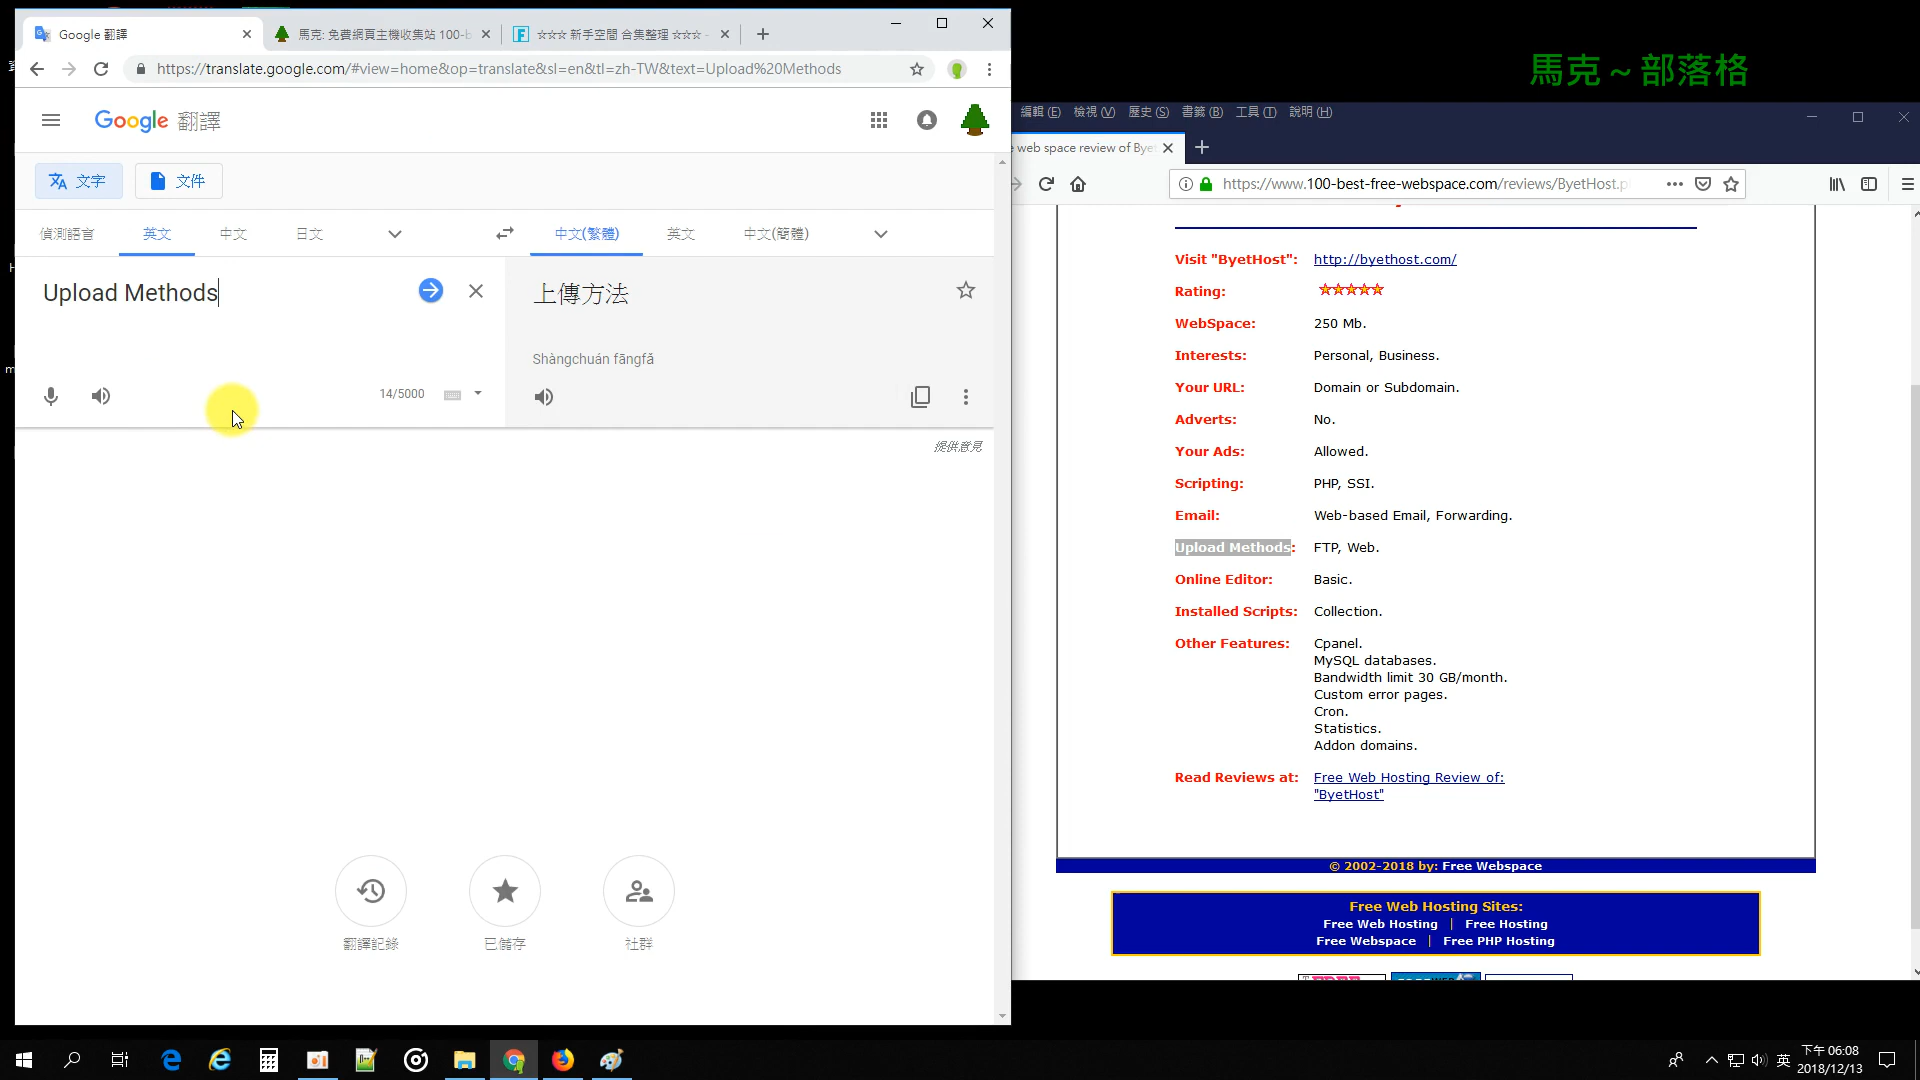 Google 翻譯
馬克: 免費網頁主機收集站 100-b
☆☆☆ 新手空間 合集整理 ☆☆☆ -
https://translate.google.com/#view=home&op=translate&sl=en&tl=zh-TW&text=Upload%20Methods
Google 翻譯
文字
文件
偵測語言
英文
中文
日文
中文(繁體)
英文
中文(簡體)
Upload Methods
上傳方法
Shàngchuán fāngfǎ
14/5000
提供意見
翻譯記錄
已儲存
社群
馬克 ~ 部落格
編輯 (E) 檢視 (V) 歷史 (S) 書籤 (B) 工具 (T) 說明 (H)
e web space review of Bye
https://www.100-best-free-webspace.com/reviews/ByetHost.p
Visit "ByetHost": http://byethost.com/
Rating:
WebSpace: 250 Mb.
Interests: Personal, Business.
Your URL: Domain or Subdomain.
Adverts: No.
Your Ads: Allowed.
Scripting: PHP, SSI.
Email: Web-based Email, Forwarding.
Upload Methods: FTP, Web.
Online Editor: Basic.
Installed Scripts: Collection.
Other Features: Cpanel.
MySQL databases.
Bandwidth limit 30 GB/month.
Custom error pages.
Cron.
Statistics.
Addon domains.
Read Reviews at: Free Web Hosting Review of:
"ByetHost"
© 2002-2018 by: Free Webspace
Free Web Hosting Sites:
Free Web Hosting | Free Hosting
Free Webspace | Free PHP Hosting
英
下午 06:08
2018/12/13